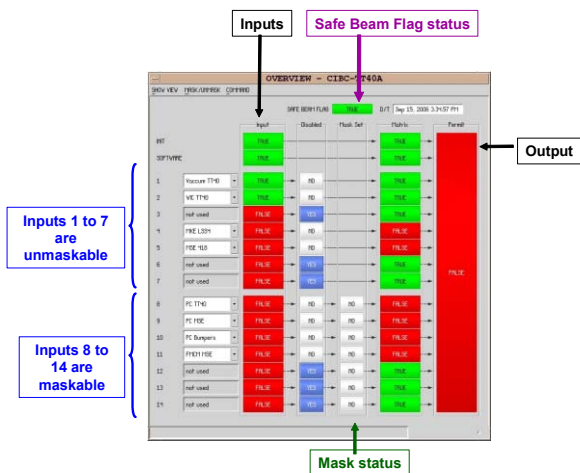 Inputs
Safe Beam Flag status
OVERVIEW - CIBC-TT40A
SHOW VIEW MASK/UNMASK COMMAND
SAFE BEAM FLAG TRUE D/T Sep 15, 2006 3:34:57 PM
Input Disabled Mask Set Matrix Permit
INIT TRUE TRUE
SOFTWARE TRUE TRUE
1 Vaccum TT40 TRUE NO TRUE
2 WIC TT40 TRUE NO TRUE
3 not used FALSE YES TRUE
4 MKE LSS4 FALSE NO FALSE
5 MSE 418 FALSE NO FALSE
6 not used FALSE YES TRUE
7 not used FALSE YES TRUE
FALSE
8 PC TT40 FALSE NO NO FALSE
9 PC MSE FALSE NO NO FALSE
10 PC Bumpers FALSE NO NO FALSE
11 FMCM MSE FALSE NO NO FALSE
12 not used FALSE YES NO TRUE
13 not used FALSE YES NO TRUE
14 not used FALSE YES NO TRUE
Output
Inputs 1 to 7
are
unmaskable
Inputs 8 to
14 are
maskable
Mask status